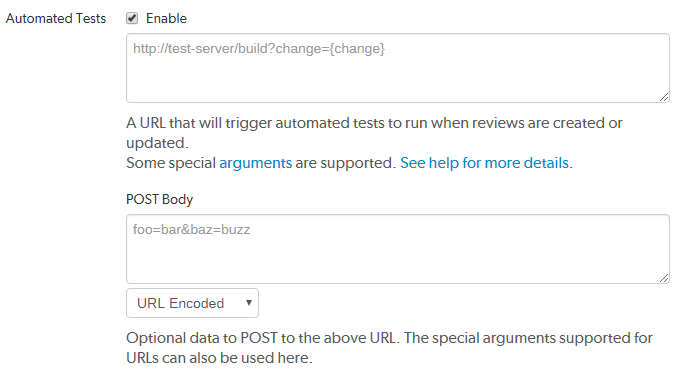 Automated Tests Enable
http://test-server/build?change={change}
A URL that will trigger automated tests to run when reviews are created or
updated.
Some special arguments are supported. See help for more details.
POST Body
foo=bar&baz=buzz
URL Encoded
Optional data to POST to the above URL. The special arguments supported for
URLs can also be used here.